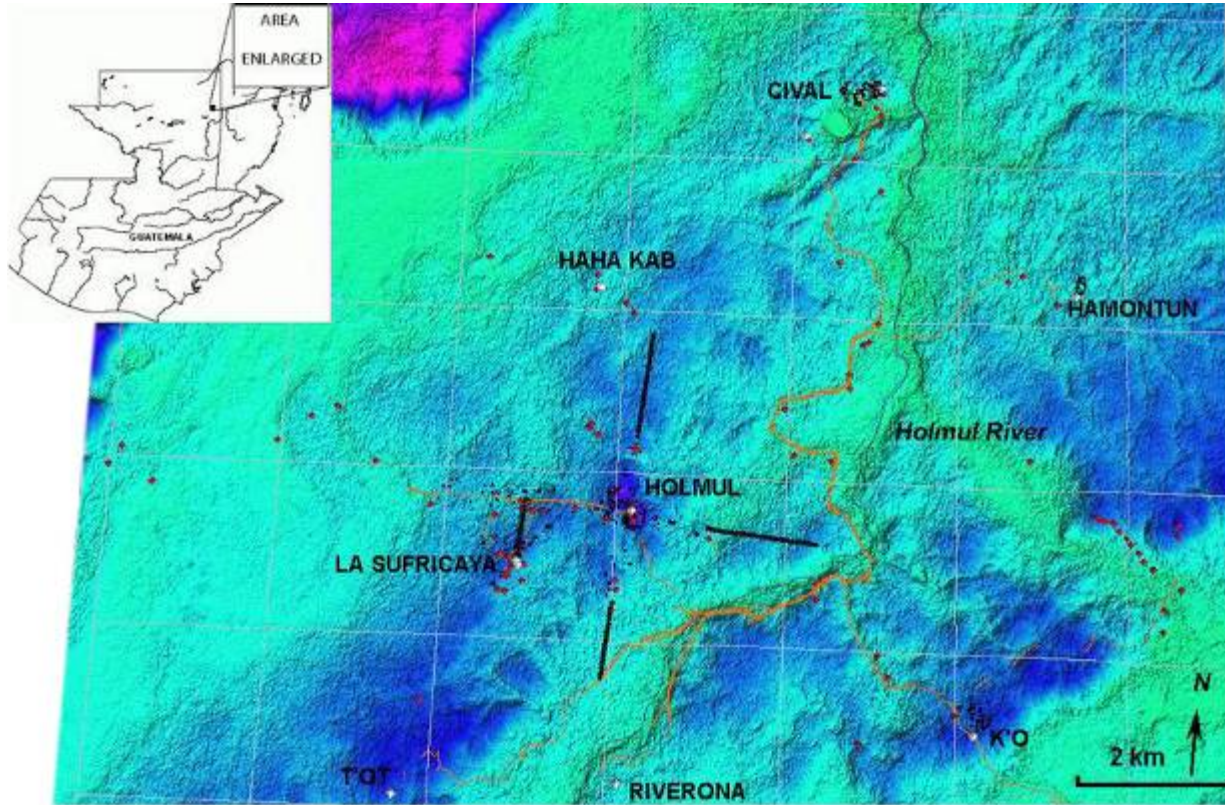 AREA
ENLARGED
GUATEMALA
CIVAL
HAHA KAB
HAMONTUN
Holmul River
HOLMUL
LA SUFRICAYA
N
K'O
2 km
T'OT
RIVERONA